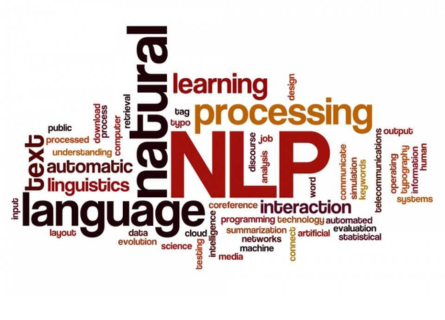 natural
learning
design
download
process
retrieval
tag
typo
processing
public
processed
computer
understanding
text
automatic
linguistics
NLP
discourse
analysis
job
word
communicate
simulation
keywords
telecommunications
output
operating
typography
information
human
systems
input
language
coreference
interaction
layout
data
evolution
science
cloud
testing
intelligence
programming
technology
automated
summarization
evaluation
networks
connect
artificial
statistical
machine
media